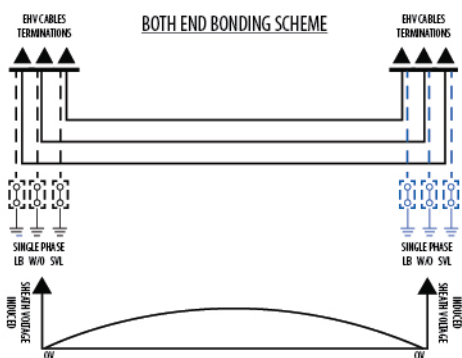 BOTH END BONDING SCHEME
EHV CABLES
TERMINATIONS
EHV CABLES
TERMINATIONS
SINGLE PHASE
LB W/O SVL
SINGLE PHASE
LB W/O SVL
INDUCED
SHEATH VOLTAGE
SHEATH VOLTAGE
INDUCED
0V
0V